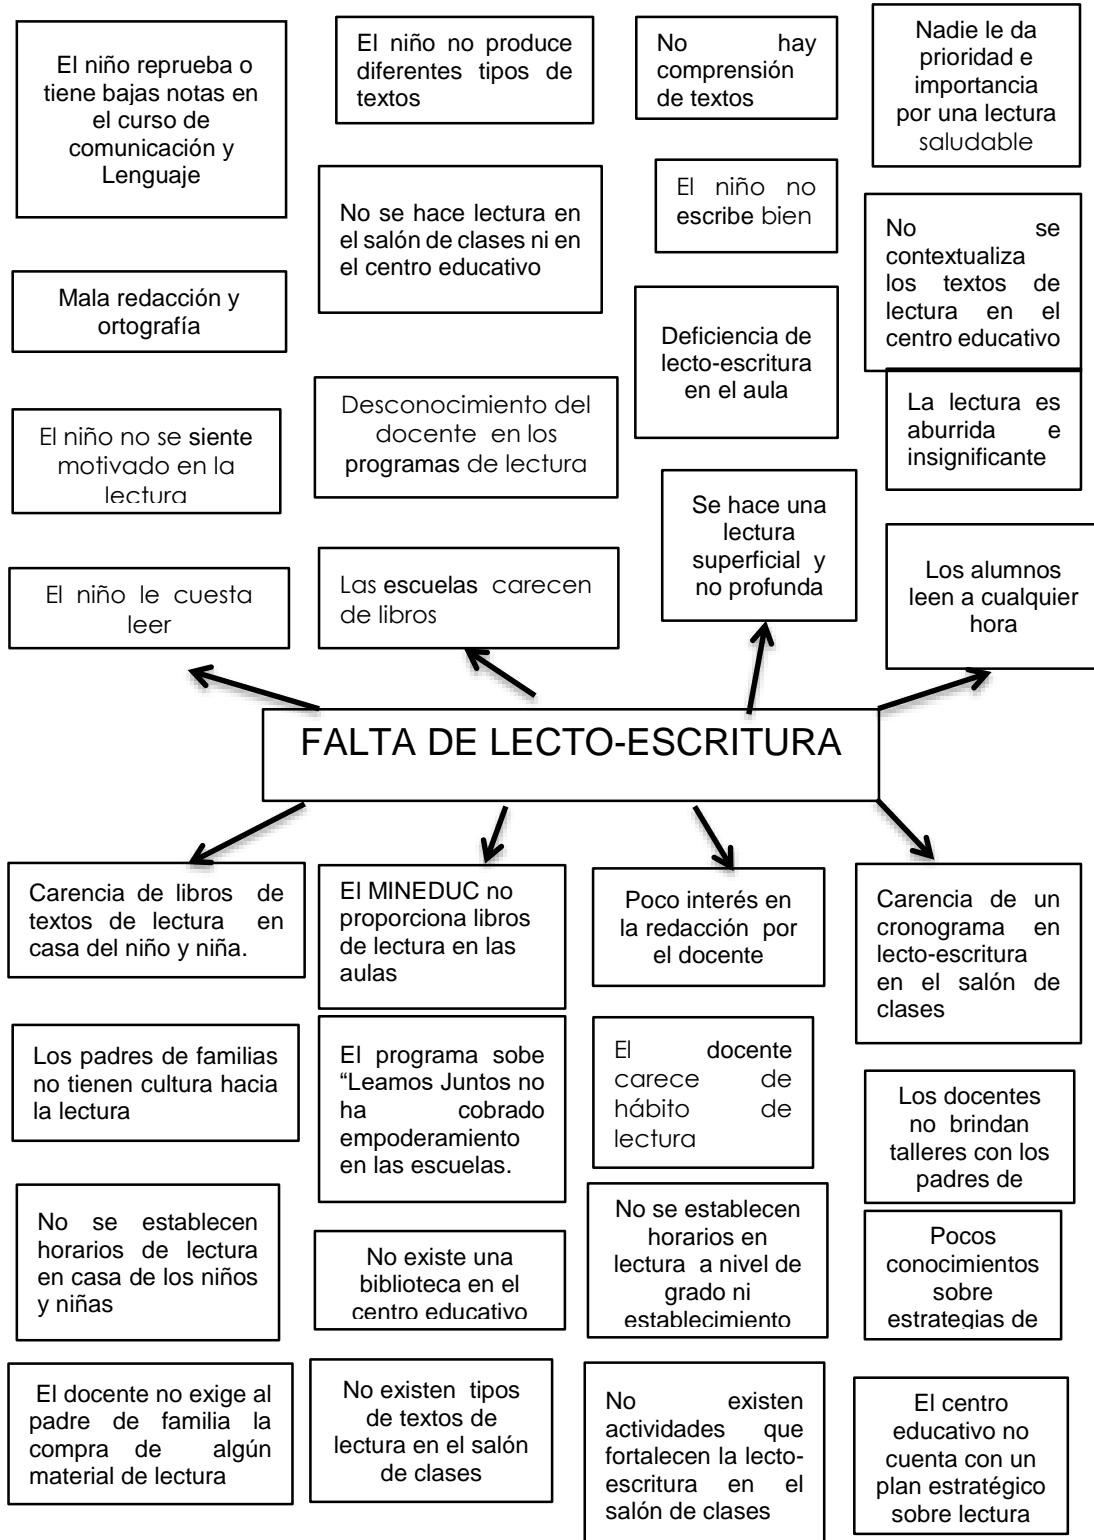 El niño reprueba o
tiene bajas notas en
el curso de
comunicación y
Lenguaje
El niño no produce
diferentes tipos de
textos
No hay
comprensión
de textos
Nadie le da
prioridad e
importancia
por una lectura
saludable
No se hace lectura en
el salón de clases ni en
el centro educativo
El niño no
escribe bien
No se
contextualiza
los textos de
lectura en el
centro educativo
Mala redacción y
ortografía
Deficiencia de
lecto-escritura
en el aula
La lectura es
aburrida e
insignificante
El niño no se siente
motivado en la
lectura
Desconocimiento del
docente en los
programas de lectura
Se hace una
lectura
superficial y
no profunda
El niño le cuesta
leer
Las escuelas carecen
de libros
Los alumnos
leen a cualquier
hora
FALTA DE LECTO-ESCRITURA
Carencia de libros de
textos de lectura en
casa del niño y niña.
El MINEDUC no
proporciona libros
de lectura en las
aulas
Poco interés en
la redacción por
el docente
Carencia de un
cronograma en
lecto-escritura
en el salón de
clases
Los padres de familias
no tienen cultura hacia
la lectura
El programa sobe
“Leamos Juntos no
ha cobrado
empoderamiento
en las escuelas.
El docente
carece de
hábito de
lectura
Los docentes
no brindan
talleres con los
padres de
No se establecen
horarios de lectura
en casa de los niños
y niñas
No existe una
biblioteca en el
centro educativo
No se establecen
horarios en
lectura a nivel de
grado ni
establecimiento
Pocos
conocimientos
sobre
estrategias de
El docente no exige al
padre de familia la
compra de algún
material de lectura
No existen tipos
de textos de
lectura en el salón
de clases
No existen
actividades que
fortalecen la lecto-
escritura en el
salón de clases
El centro
educativo no
cuenta con un
plan estratégico
sobre lectura